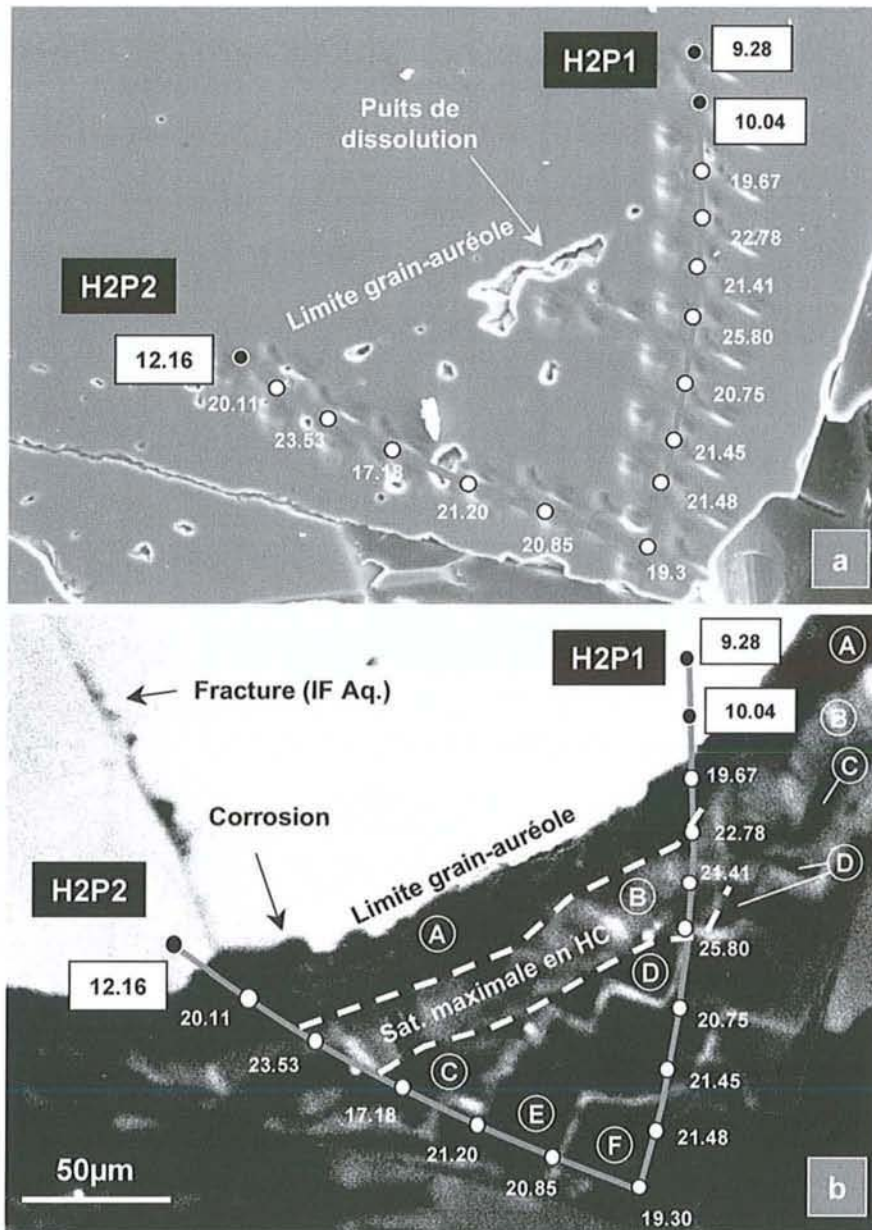 H2P1
9.28
10.04
Puits de
dissolution
19.67
22.78
21.41
25.80
20.75
21.45
21.48
19.3
Limite grain-auréole
H2P2
12.16
20.11
23.53
17.18
21.20
20.85
a
H2P1
9.28
10.04
A
B
C
D
Fracture (IF Aq.)
Corrosion
Limite grain-auréole
H2P2
12.16
A
B
Sat. maximale en HC
D
C
E
F
19.67
22.78
21.41
25.80
20.75
21.45
21.48
19.30
20.11
23.53
17.18
21.20
20.85
50µm
b